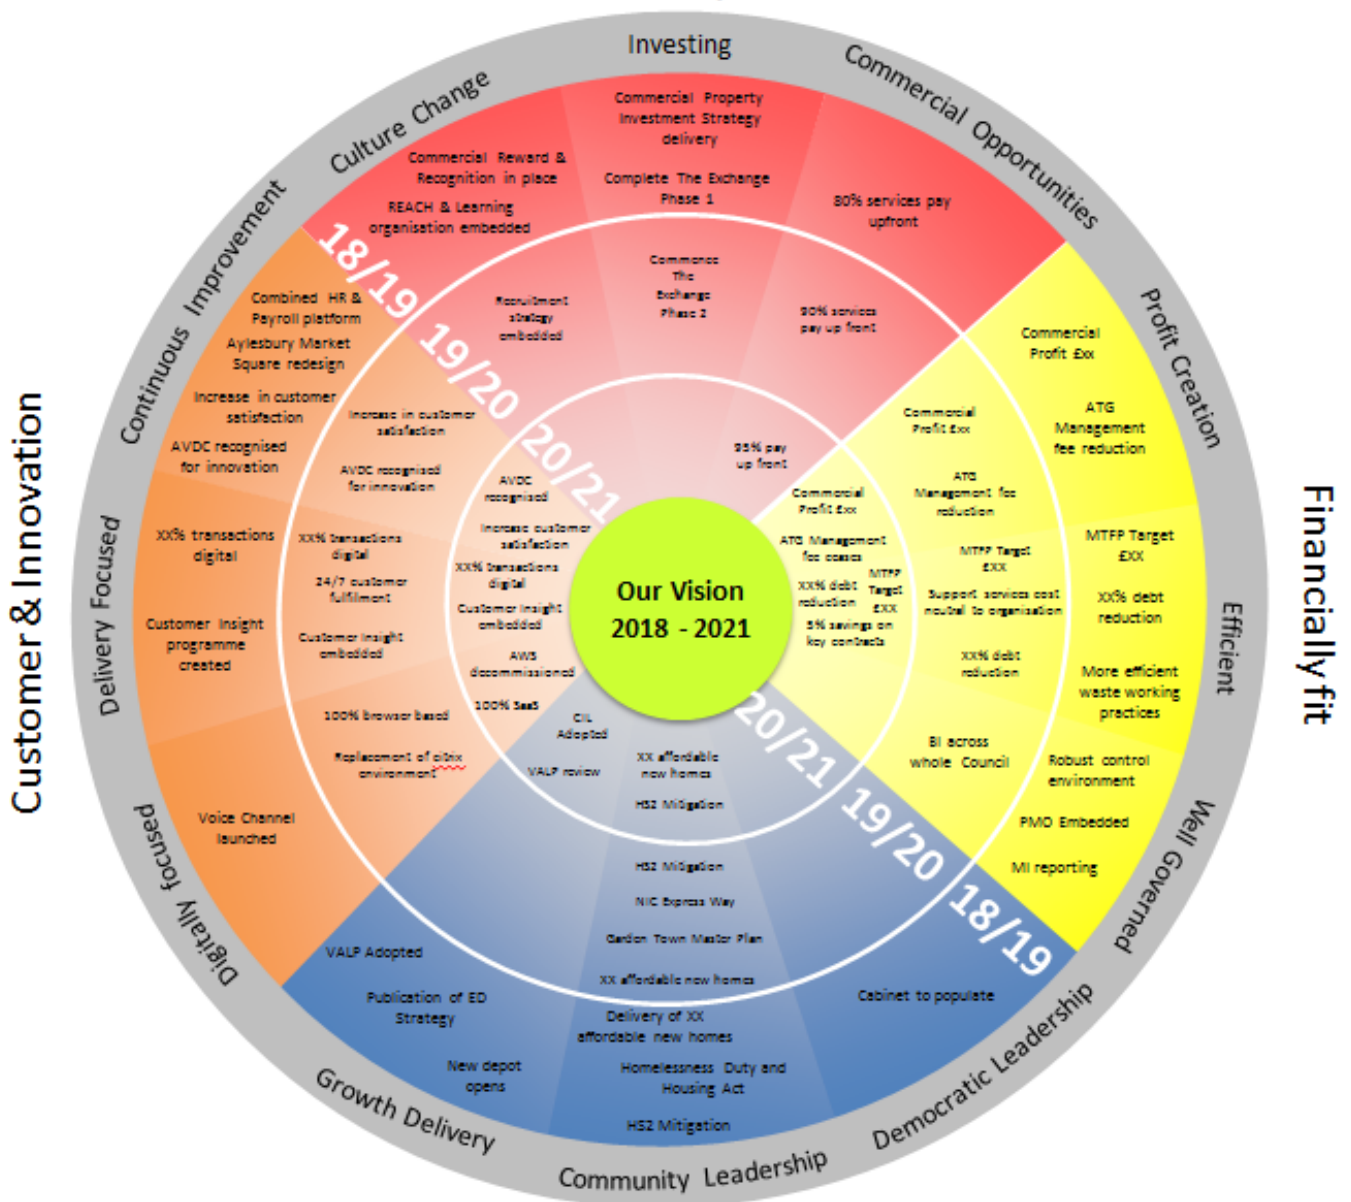 Investing
Commercial Opportunities
Culture Change
Continuous Improvement
Profit Creation
Customer & Innovation
Financially fit
Delivery Focused
Efficient
Digitally focused
Well Governed
Growth Delivery
Community Leadership
Democratic Leadership
Our Vision
2018 - 2021
18/19
19/20
20/21
Commercial Reward &
Recognition in place
REACH & Learning
organisation embedded
Recruitment
strategy
embedded
Commercial Property
Investment Strategy
delivery
Complete The Exchange
Phase 1
Commence
The
Exchange
Phase 2
80% services pay
upfront
90% services
pay up front
95% pay
up front
Commercial
Profit £xx
ATG
Management
fee reduction
Commercial
Profit £xx
ATG
Management fee
reduction
Commercial
Profit £xx
ATG Management
fee ceases
MTFP Target
£XX
XX% debt
reduction
More efficient
waste working
practices
MTFP Target
£XX
Support services cost
neutral to organisation
XX% debt
reduction
XX% debt
reduction
MTFP
Target
£XX
5% savings on
key contracts
Robust control
environment
PMO Embedded
MI reporting
BI across
whole Council
20/21
19/20
18/19
Cabinet to populate
XX affordable
new homes
HS2 Mitigation
HS2 Mitigation
NIC Express Way
Garden Town Master Plan
XX affordable new homes
Delivery of XX
affordable new homes
Homelessness Duty and
Housing Act
HS2 Mitigation
CIL
Adopted
VALP review
VALP Adopted
Publication of ED
Strategy
New depot
opens
Voice Channel
launched
100% browser based
Replacement of citrix
environment
AWS
decommissioned
100% SaaS
XX% transactions
digital
Customer Insight
programme
created
XX% transactions
digital
24/7 customer
fulfillment
Customer Insight
embedded
XX% transactions
digital
Customer Insight
embedded
Combined HR &
Payroll platform
Aylesbury Market
Square redesign
Increase in customer
satisfaction
AVDC recognised
for innovation
Increase in customer
satisfaction
AVDC recognised
for innovation
AVDC
recognised
Increase customer
satisfaction